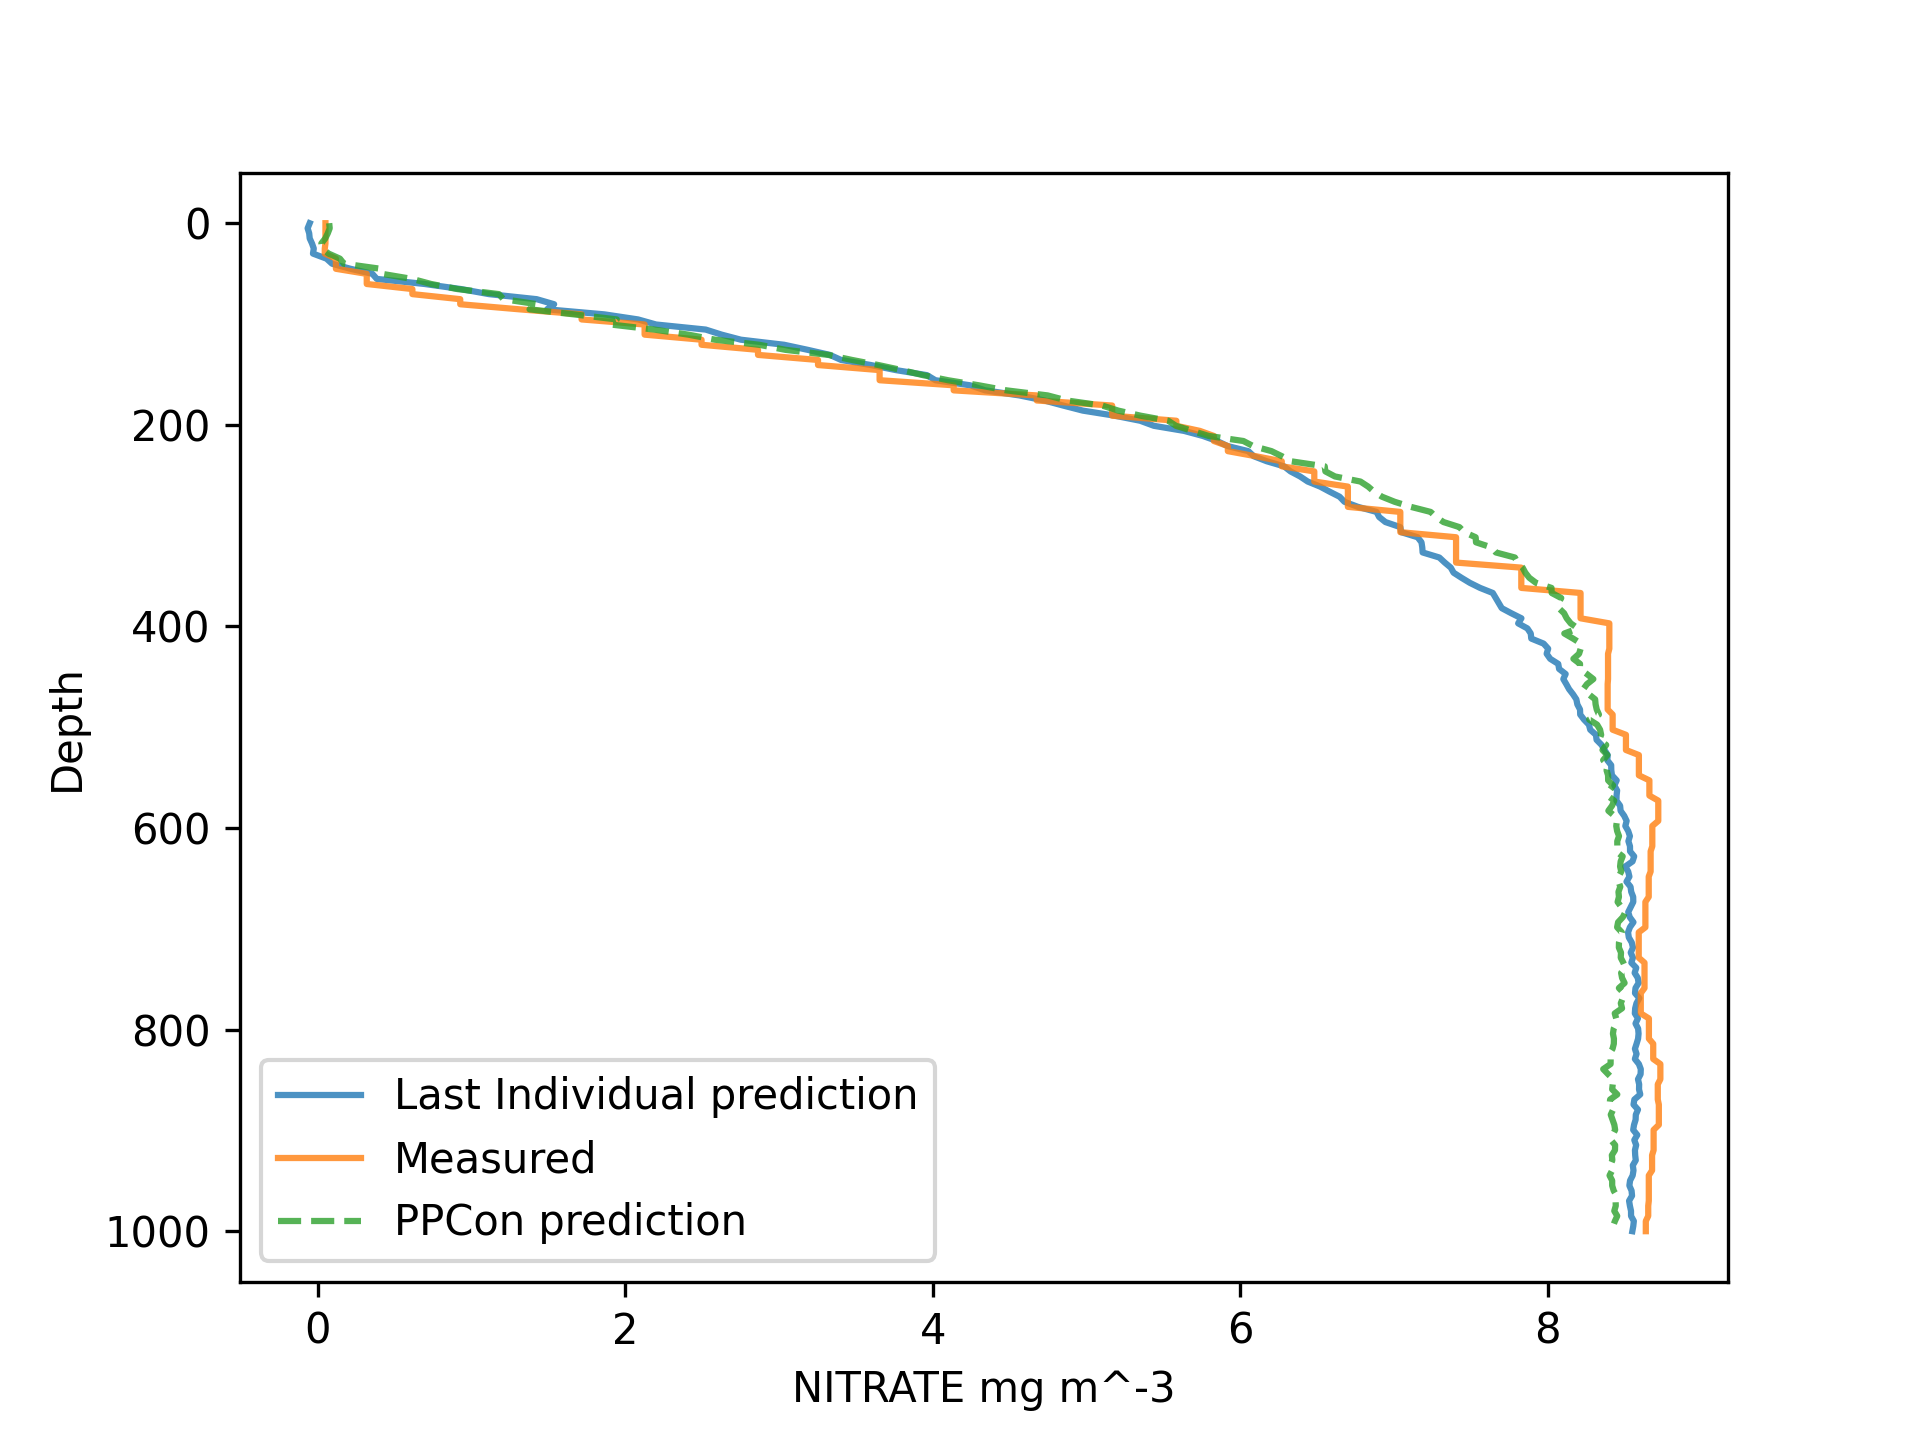 0
200
400
600
800
1000
Depth
Last Individual prediction
Measured
PPCon prediction
0 2 4 6 8
NITRATE mg m^-3